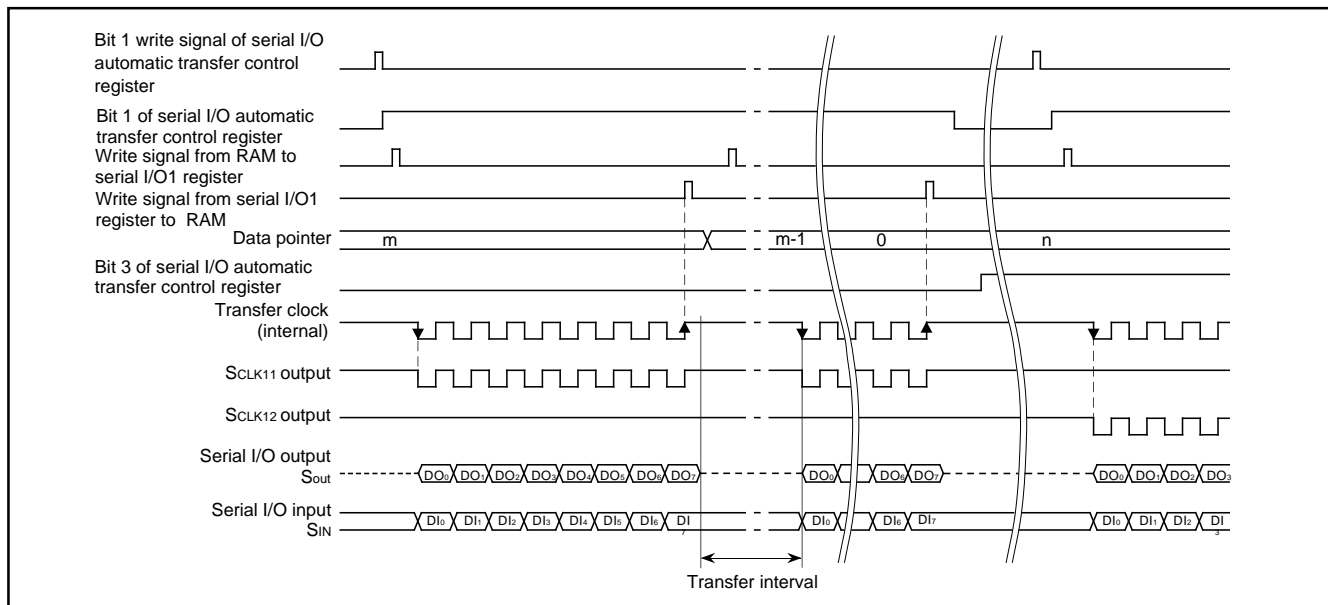 Bit 1 write signal of serial I/O
automatic transfer control
register
Bit 1 of serial I/O automatic
transfer control register
Write signal from RAM to
serial I/O1 register
Write signal from serial I/O1
register to RAM
Data pointer
m
m-1
0
n
Bit 3 of serial I/O automatic
transfer control register
Transfer clock
(internal)
SCLK11 output
SCLK12 output
Serial I/O output
Sout
DO0 DO1 DO2 DO3 DO4 DO5 DO6 DO7
DO0
DO6 DO7
DO0 DO1 DO2 DO3
Serial I/O input
SIN
DI0 DI1 DI2 DI3 DI4 DI5 DI6 DI7
DI0
DI6 DI7
DI0 DI1 DI2 DI3
Transfer interval